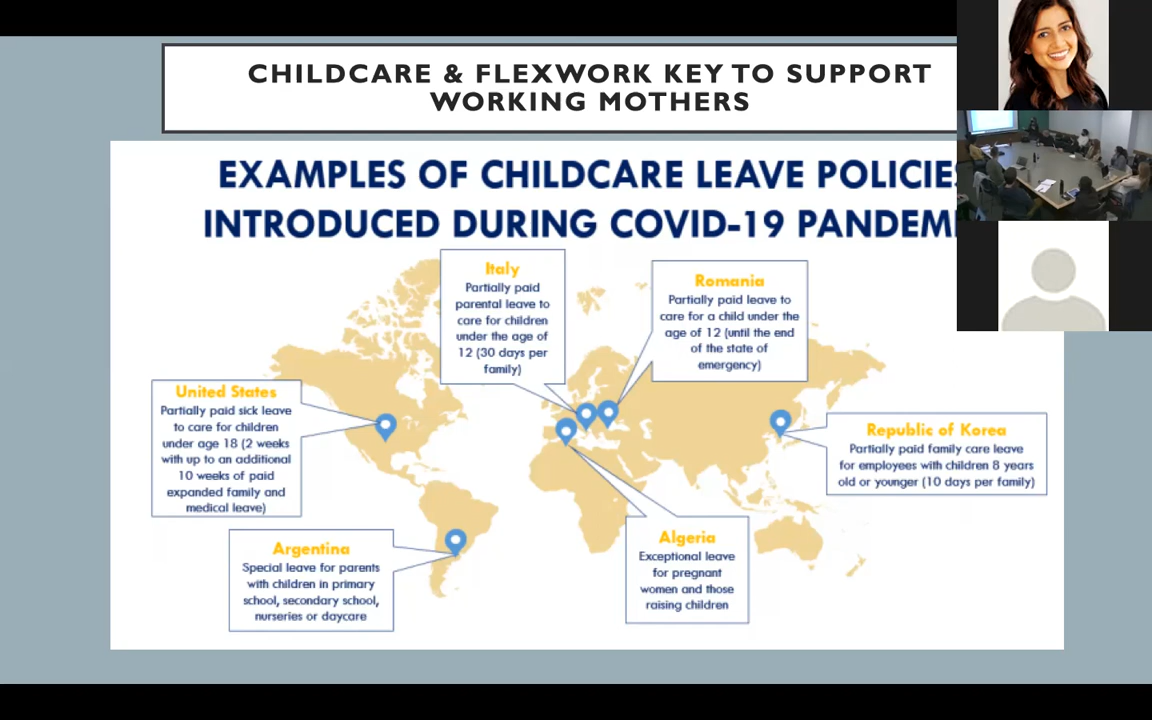 CHILDCARE & FLEXWORK KEY TO SUPPORT
WORKING MOTHERS
EXAMPLES OF CHILDCARE LEAVE POLICIES
INTRODUCED DURING COVID-19 PANDEM
Italy
Partially paid
parental leave to
care for children
under the age of
12 (30 days per
family)
Romania
Partially paid leave to
care for a child under the
age of 12 (until the end
of the state of
emergency)
United States
Partially paid sick leave
to care for children
under age 18 (2 weeks
with up to an additional
10 weeks of paid
expanded family and
medical leave)
Republic of Korea
Partially paid family care leave
for employees with children 8 years
old or younger (10 days per family)
Argentina
Special leave for parents
with children in primary
school, secondary school,
nurseries or daycare
Algeria
Exceptional leave
for pregnant
women and those
raising children